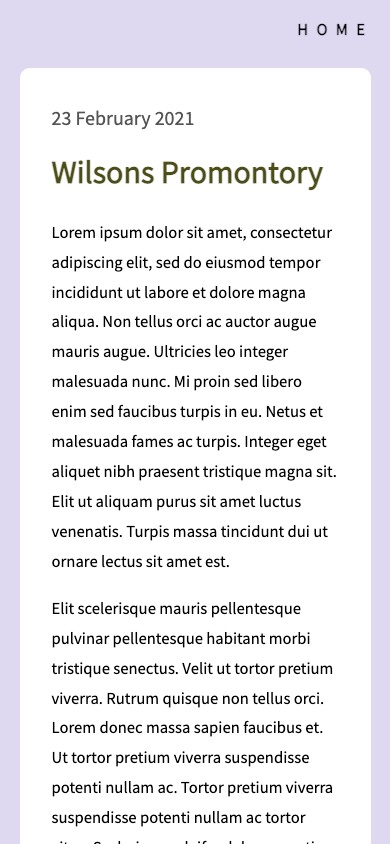 HOME
23 February 2021
Wilsons Promontory
Lorem ipsum dolor sit amet, consectetur
adipiscing elit, sed do eiusmod tempor
incididunt ut labore et dolore magna
aliqua. Non tellus orci ac auctor augue
mauris augue. Ultricies leo integer
malesuada nunc. Mi proin sed libero
enim sed faucibus turpis in eu. Netus et
malesuada fames ac turpis. Integer eget
aliquet nibh praesent tristique magna sit.
Elit ut aliquam purus sit amet luctus
venenatis. Turpis massa tincidunt dui ut
ornare lectus sit amet est.
Elit scelerisque mauris pellentesque
pulvinar pellentesque habitant morbi
tristique senectus. Velit ut tortor pretium
viverra. Rutrum quisque non tellus orci.
Lorem donec massa sapien faucibus et.
Ut tortor pretium viverra suspendisse
potenti nullam ac. Tortor pretium viverra
suspendisse potenti nullam ac tortor